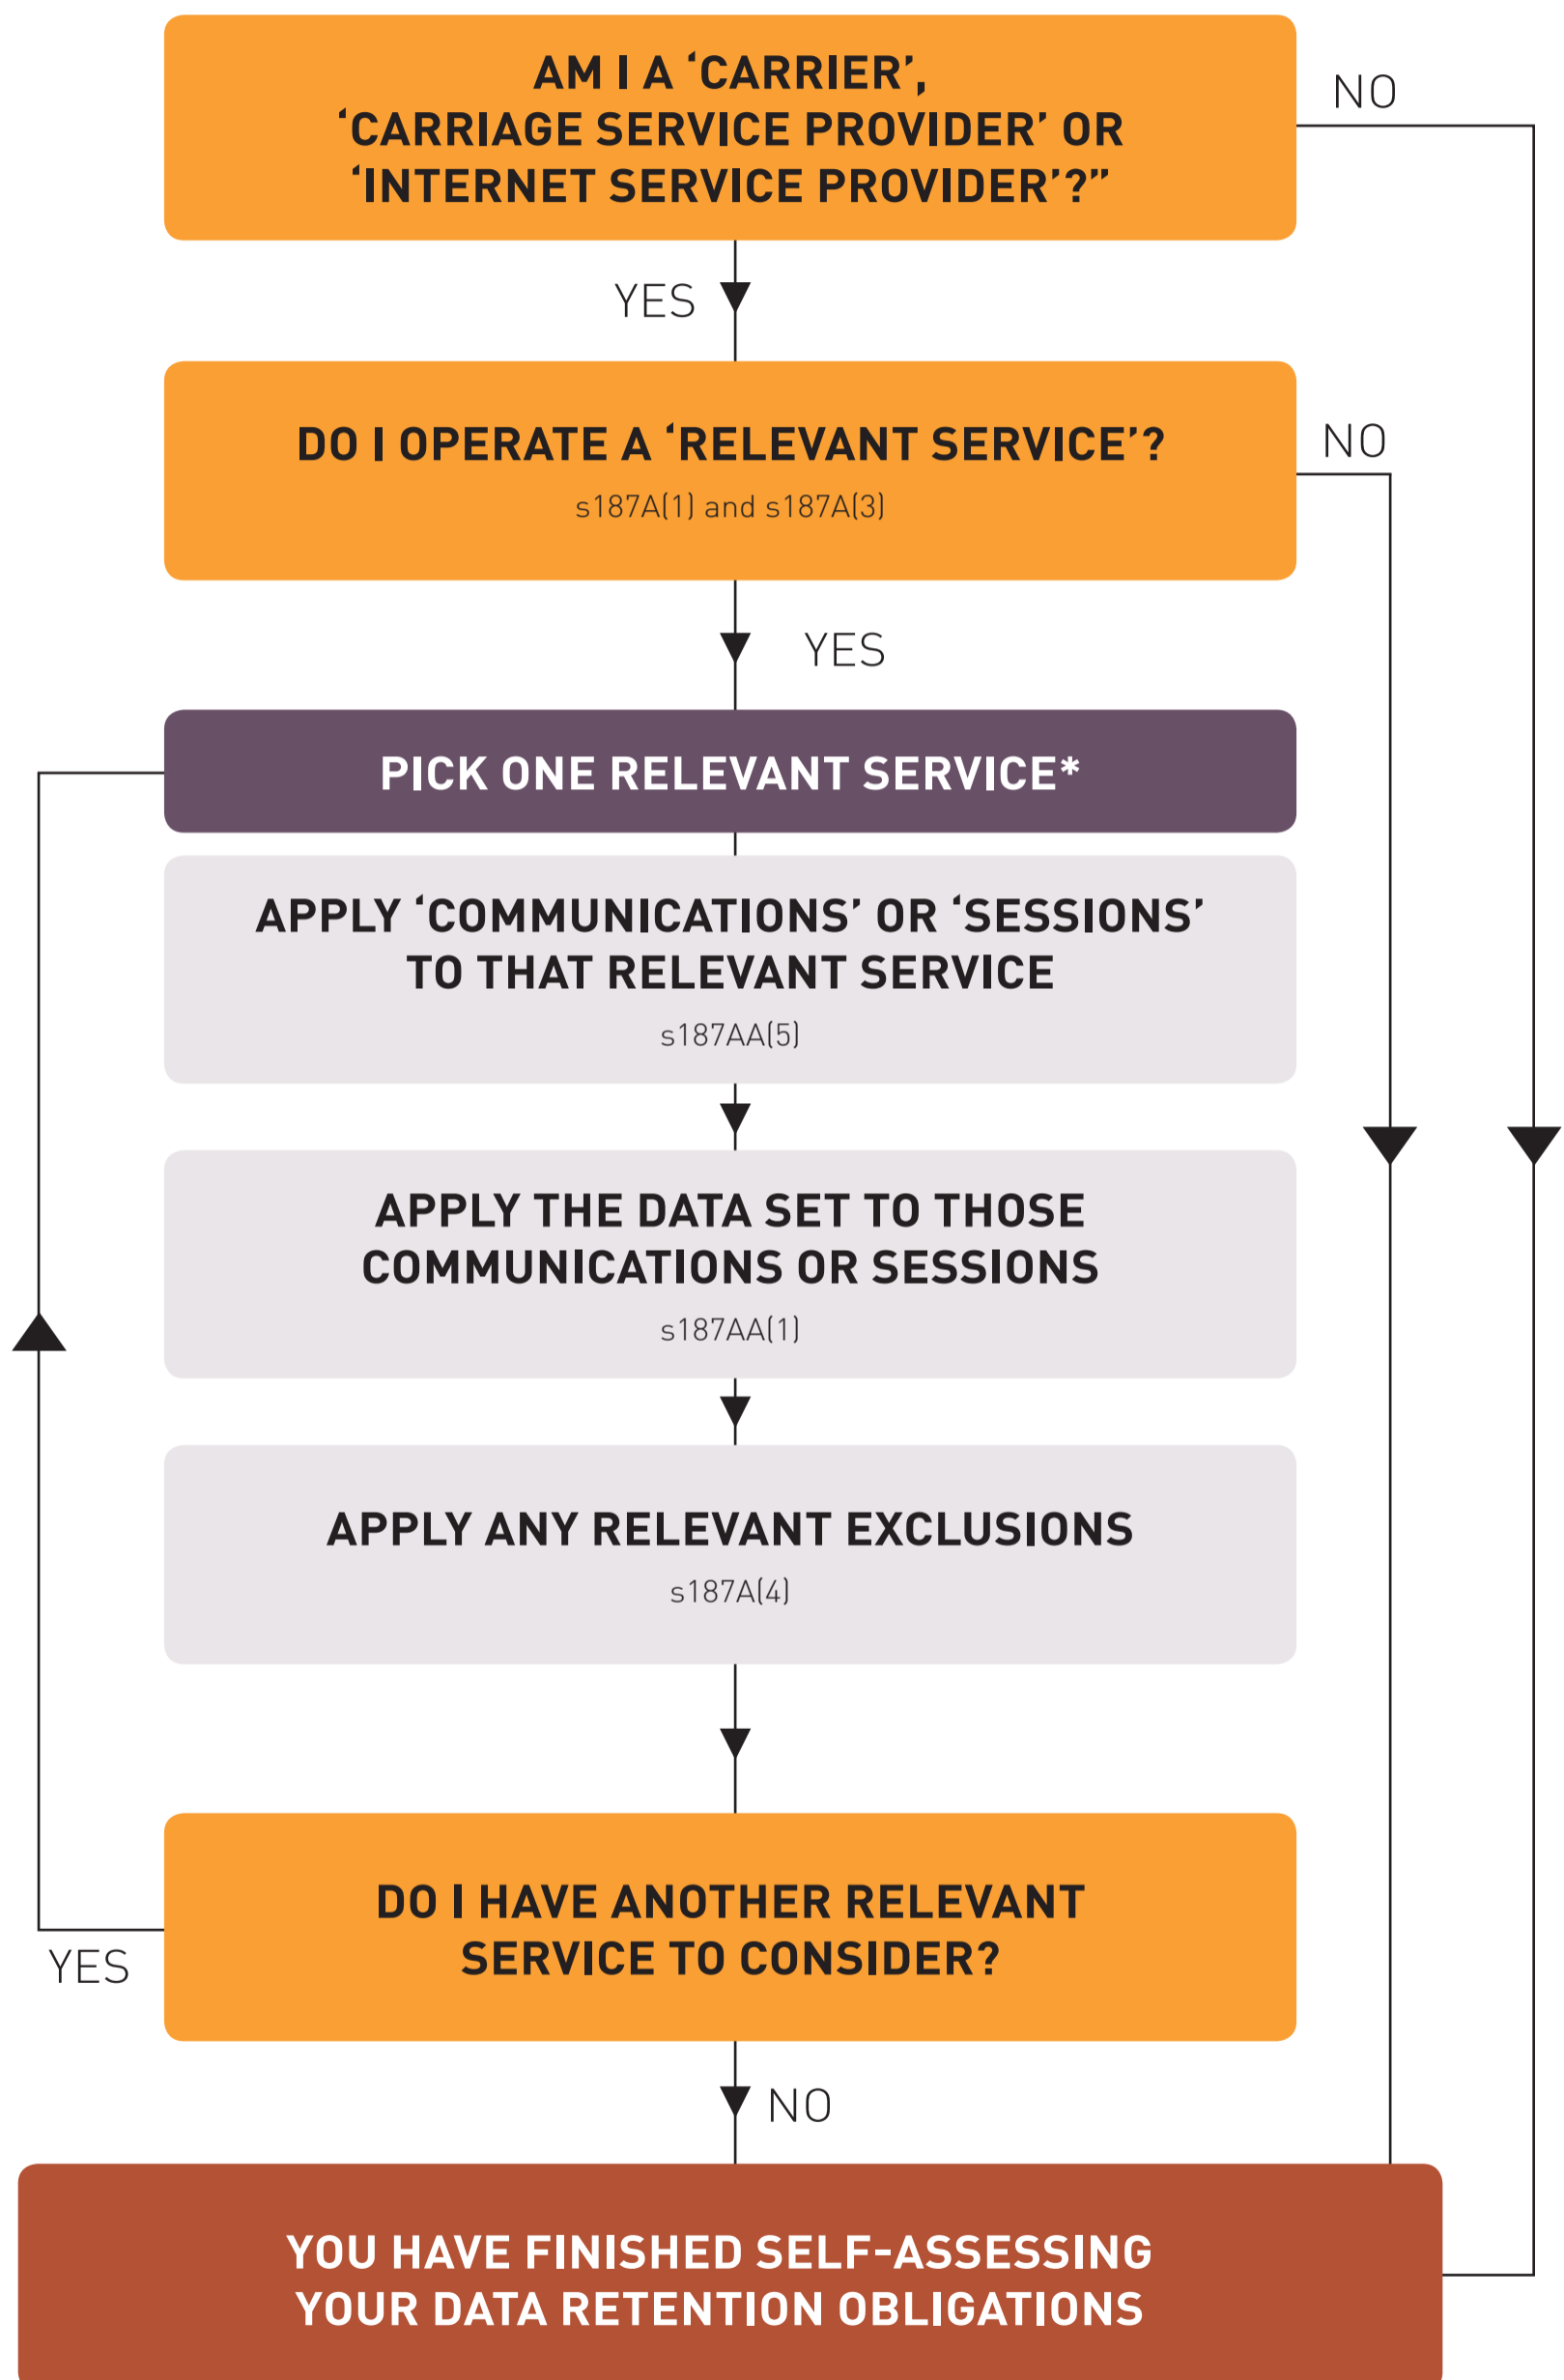 AM I A ‘CARRIER’,
‘CARRIAGE SERVICE PROVIDER’ OR
‘INTERNET SERVICE PROVIDER’?”
NO
YES
DO I OPERATE A ‘RELEVANT SERVICE’?
s187A(1) and s187A(3)
NO
YES
PICK ONE RELEVANT SERVICE*
APPLY ‘COMMUNICATIONS’ OR ‘SESSIONS’
TO THAT RELEVANT SERVICE
s187AA(5)
APPLY THE DATA SET TO THOSE
COMMUNICATIONS OR SESSIONS
s187AA(1)
APPLY ANY RELEVANT EXCLUSIONS
s187A(4)
DO I HAVE ANOTHER RELEVANT
SERVICE TO CONSIDER?
YES
NO
YOU HAVE FINISHED SELF-ASSESSING
YOUR DATA RETENTION OBLIGATIONS